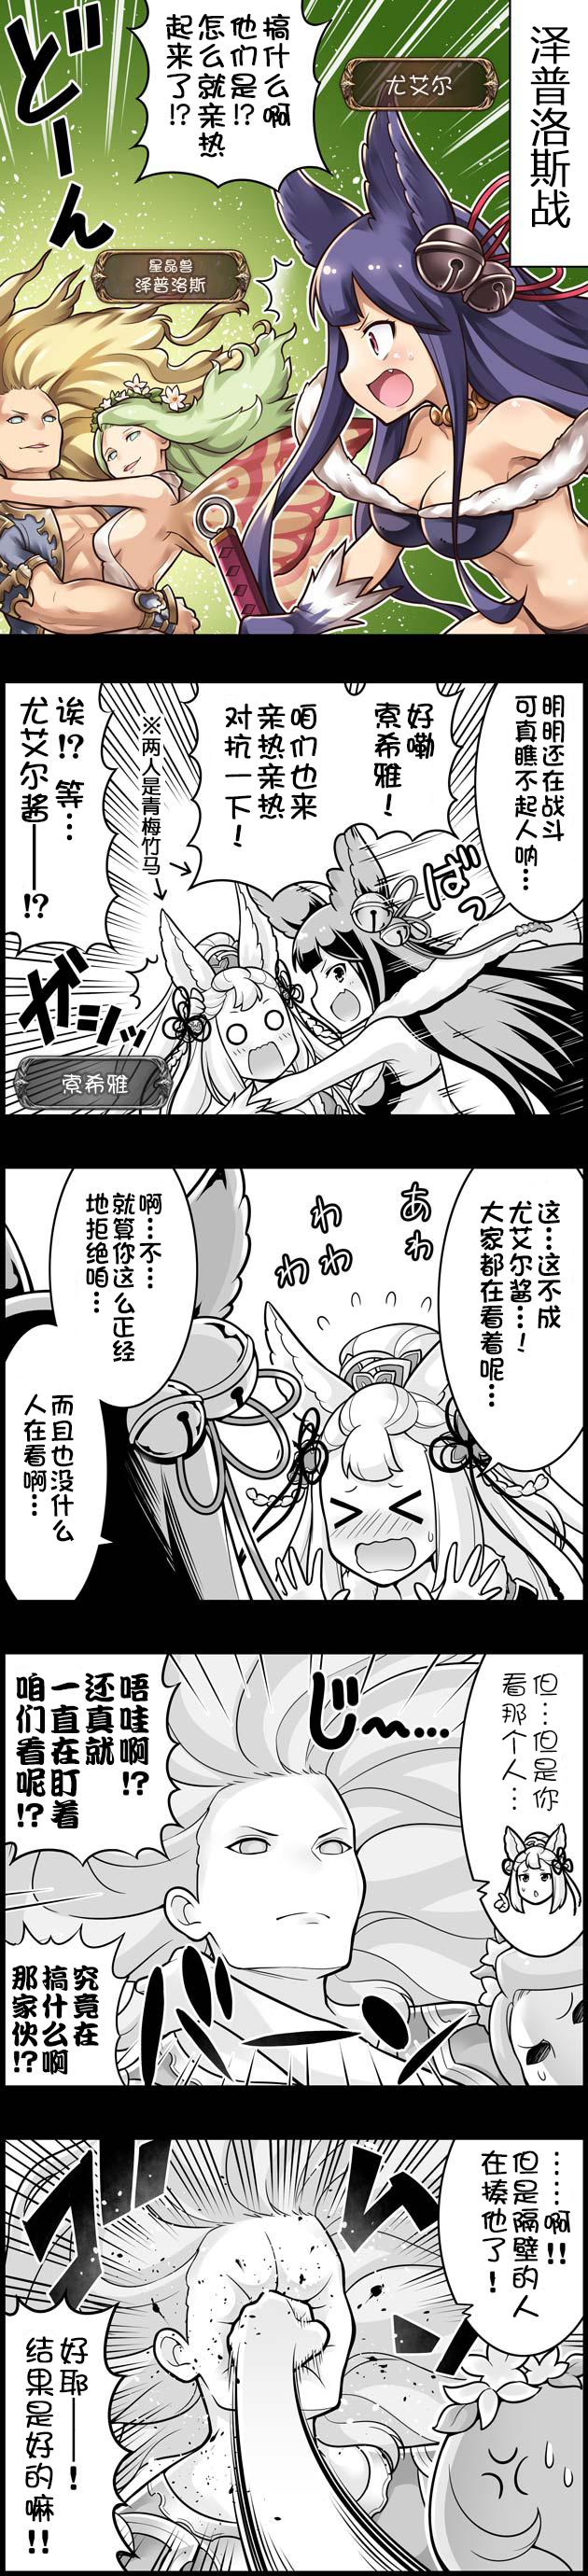 泽普洛斯战
尤艾尔
搞什么啊
他们是!?
怎么就亲热
起来了!?
どーん
星晶兽
泽普洛斯
明明还在战斗
可真瞧不起人呐…
好嘞
索希雅！
咱们也来
亲热亲热
对抗一下！
※两人是青梅竹马→
↓
ばっ
诶!?等…
尤艾尔酱——!?
ガシッ
索希雅
这…这不成
尤艾尔酱…！
大家都在看着呢…
あわ
わわ
わわ
啊…不…
就算你这么正经
地拒绝咱…
而且也没什么
人在看啊…
但…但是你
看那个人…
じ〜…
唔哇啊!?
还真就
一直在盯着
咱们看呢!?
究竟在
搞什么啊
那家伙!?
……啊!!
但是隔壁的人
在揍他了！
好耶——！
结果是好的嘛!!